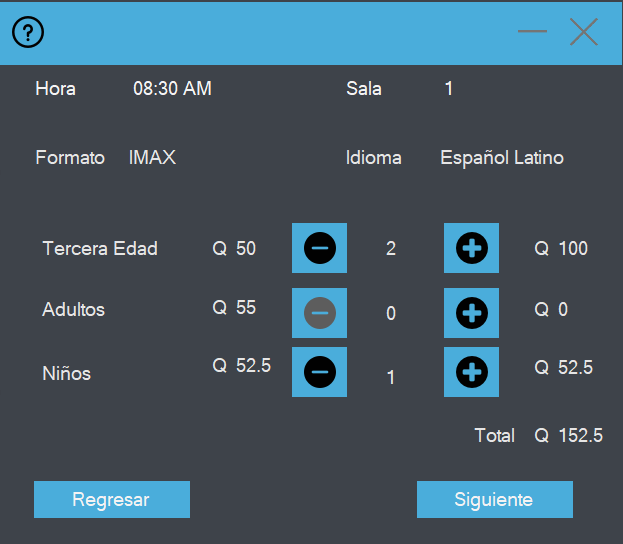 ?
Hora 08:30 AM Sala 1
Formato IMAX Idioma Español Latino
Tercera Edad Q 50 2 Q 100
Adultos Q 55 0 Q 0
Niños Q 52.5 1 Q 52.5
Total Q 152.5
Regresar Siguiente